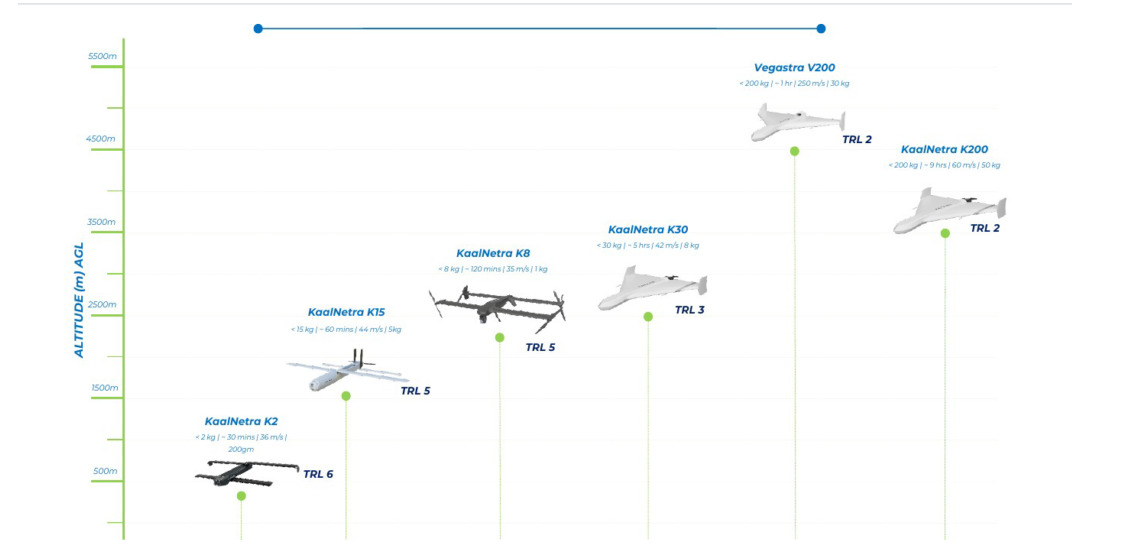 5500m
4500m
3500m
2500m
1500m
500m
ALTITUDE (m) AGL
Vegastra V200
< 200 kg | ~ 1 hr | 250 m/s | 30 kg
TRL 2
KaalNetra K200
< 200 kg | ~ 9 hrs | 60 m/s | 50 kg
TRL 2
KaalNetra K30
< 30 kg | ~ 5 hrs | 42 m/s | 8 kg
TRL 3
KaalNetra K8
< 8 kg | ~ 120 mins | 35 m/s | 1 kg
TRL 5
KaalNetra K15
< 15 kg | ~ 60 mins | 44 m/s | 5kg
TRL 5
KaalNetra K2
< 2 kg | ~ 30 mins | 36 m/s |
200gm
TRL 6